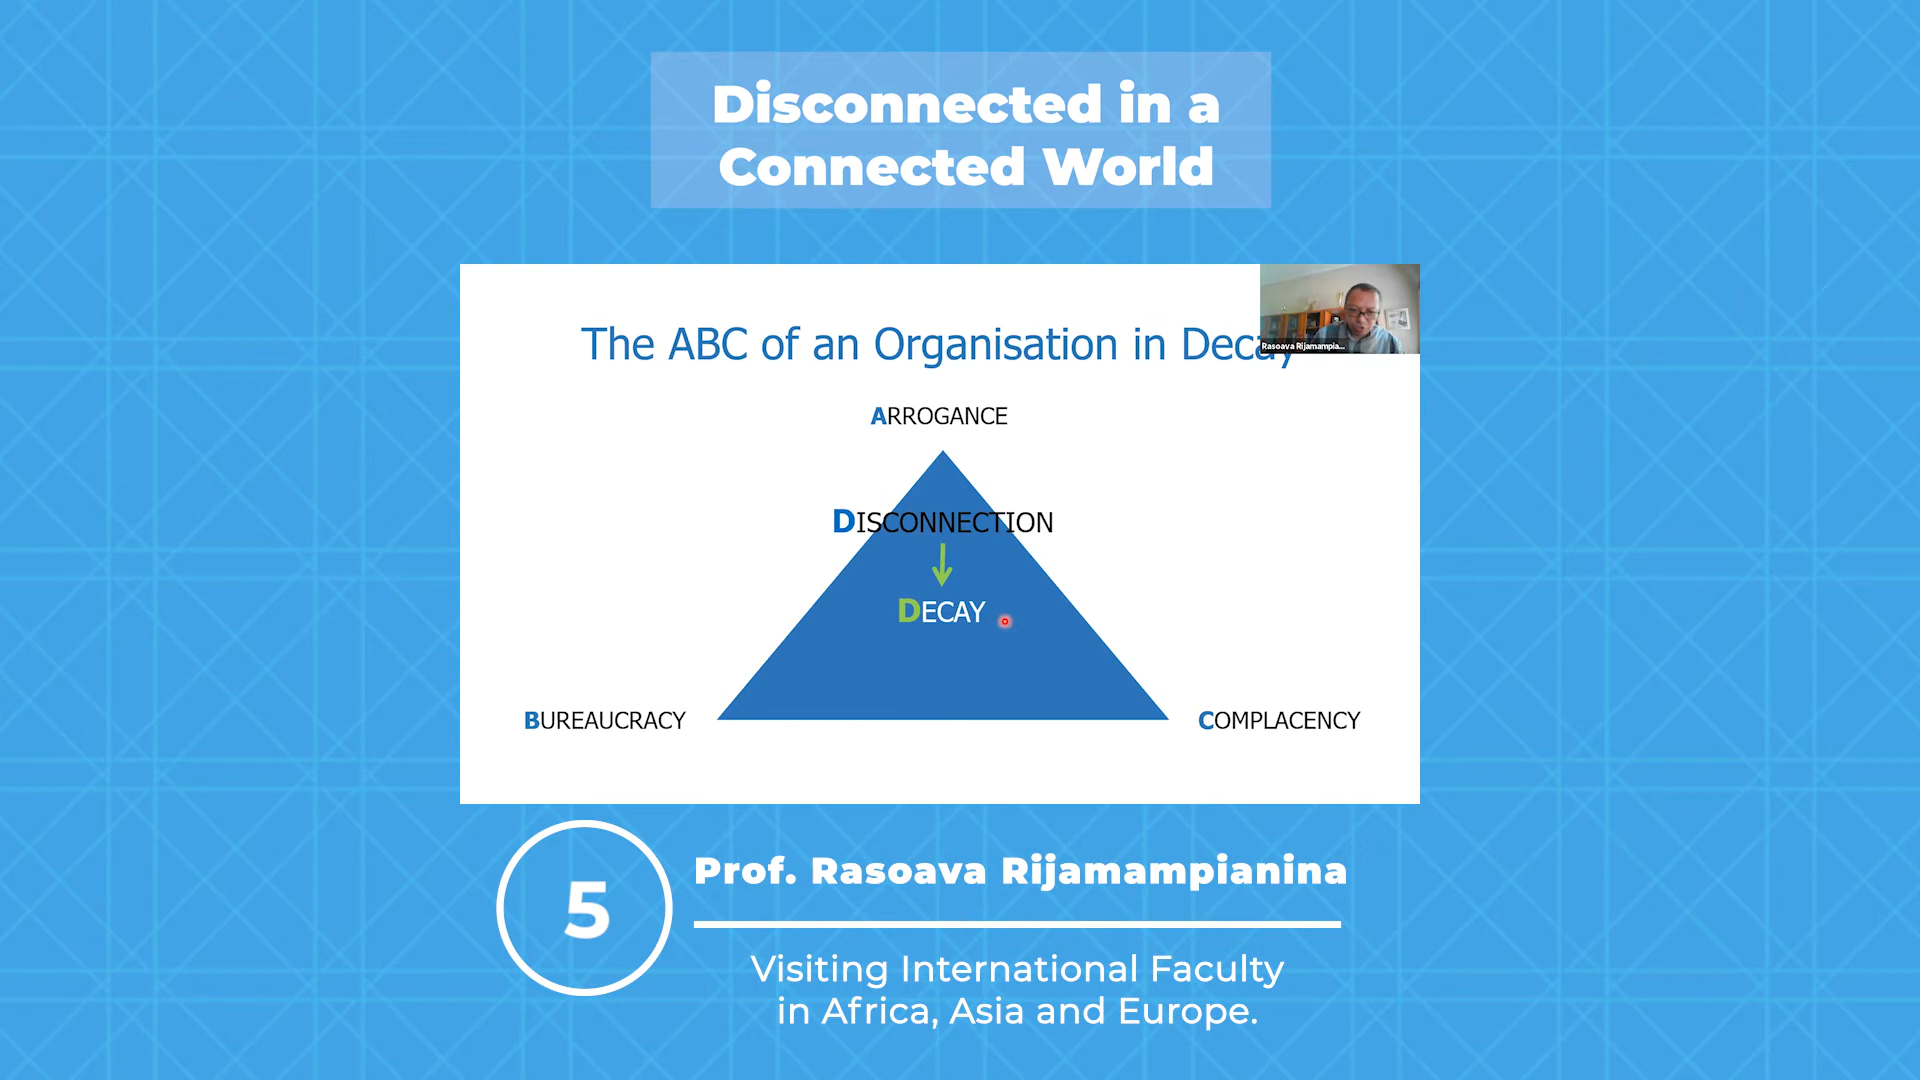 Disconnected in a
Connected World
The ABC of an Organisation in Decay
Rasoava Rijamampia...
ARROGANCE
DISCONNECTION
DECAY
BUREAUCRACY
COMPLACENCY
5
Prof. Rasoava Rijamampianina
Visiting International Faculty
in Africa, Asia and Europe.